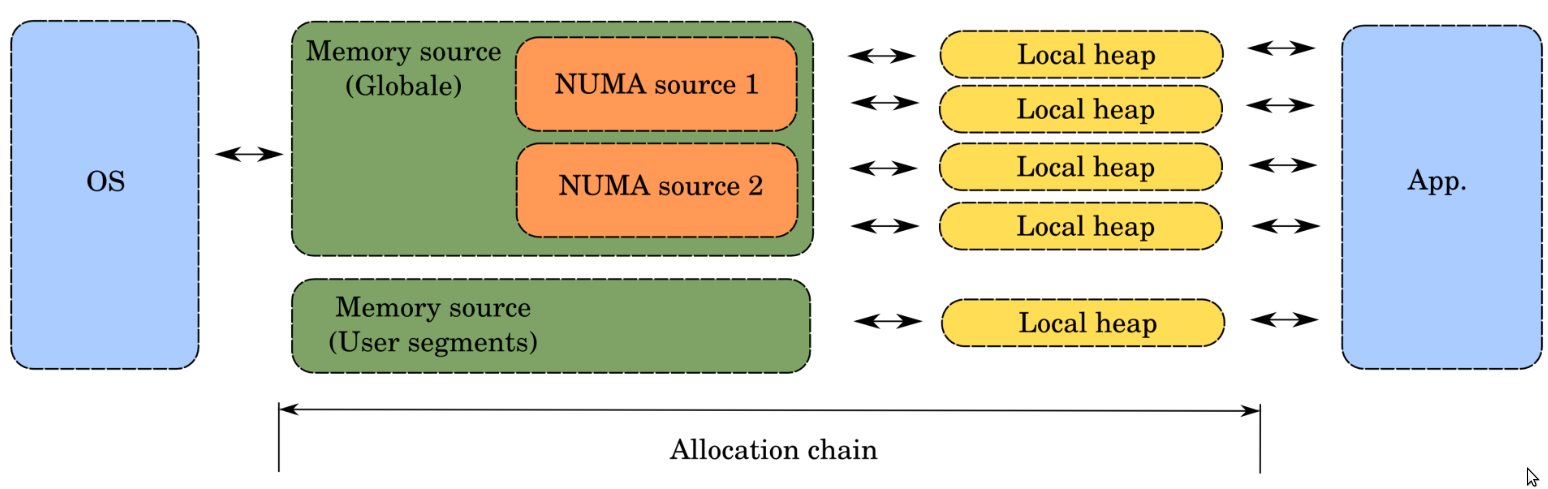 OS
Memory source
(Globale)
NUMA source 1
NUMA source 2
Memory source
(User segments)
Local heap
Local heap
Local heap
Local heap
Local heap
App.
Allocation chain